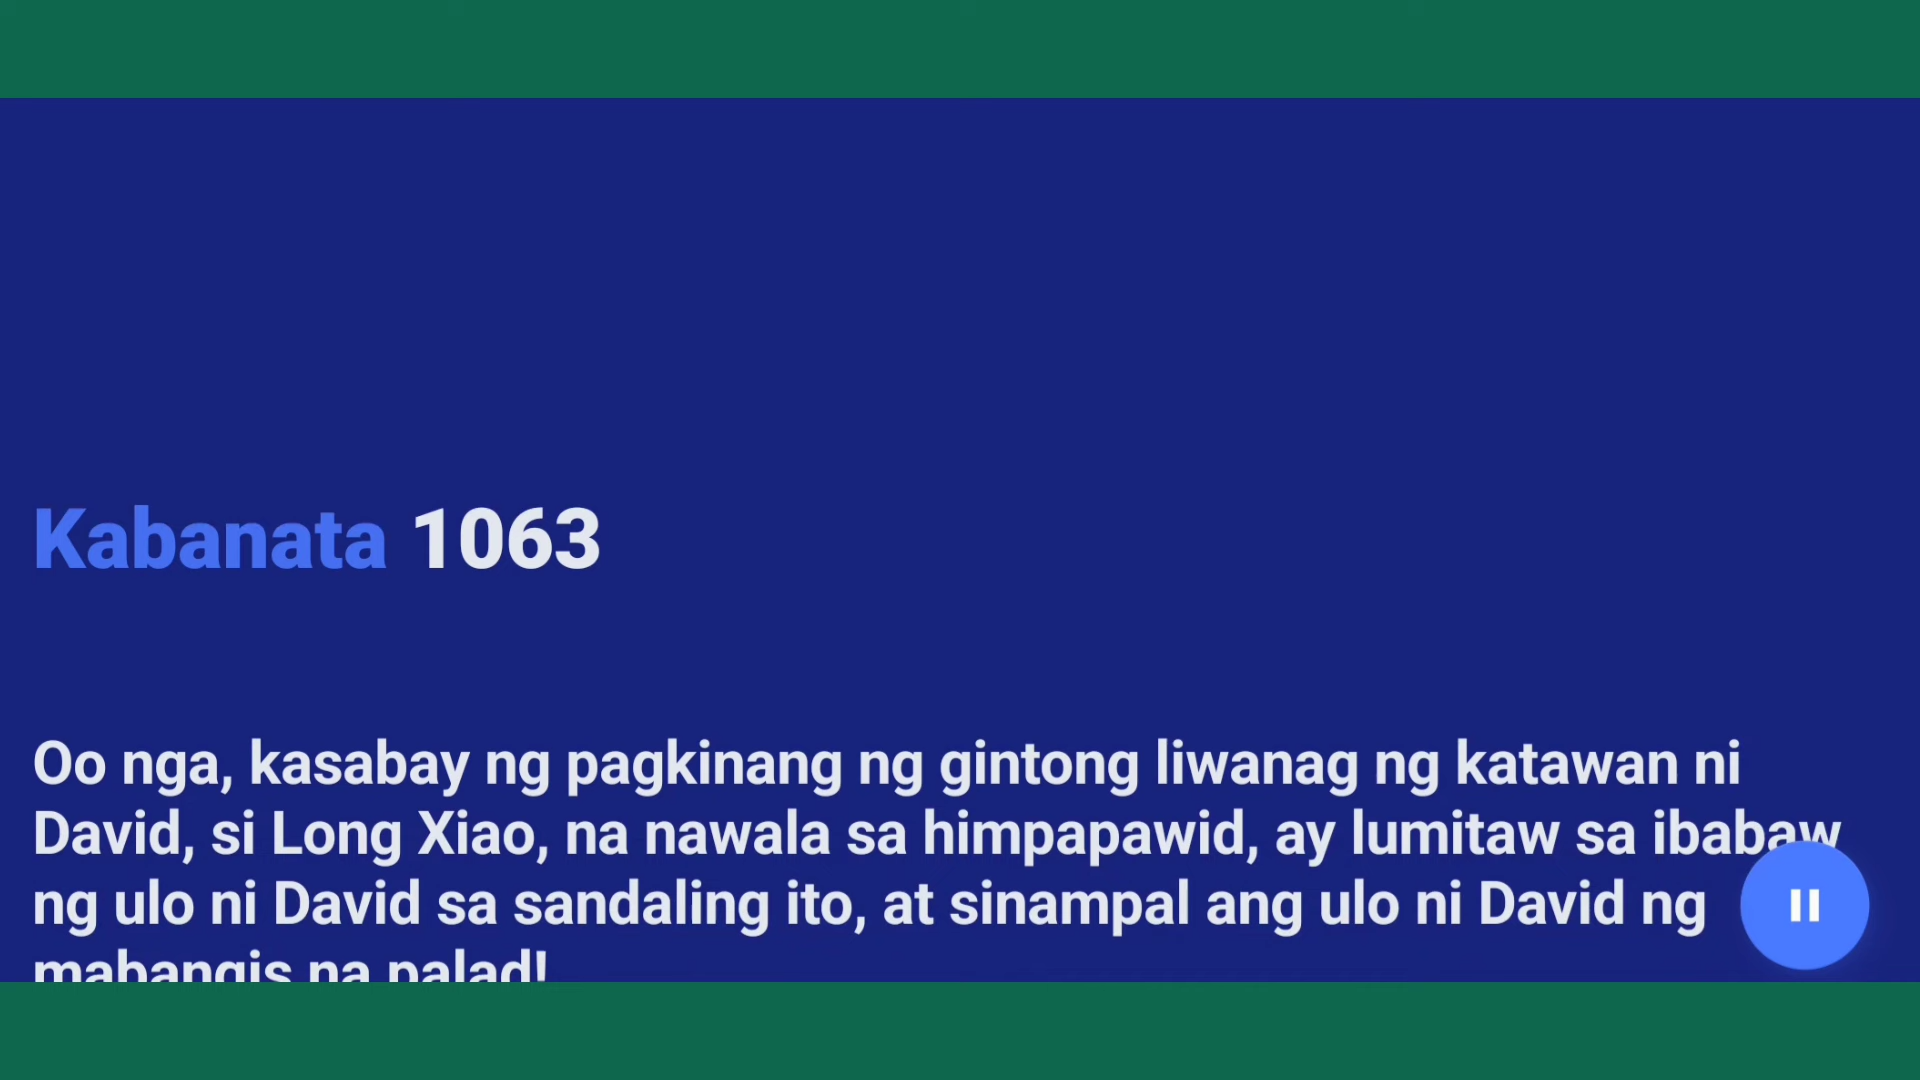 Kabanata 1063
Oo nga, kasabay ng pagkinang ng gintong liwanag ng katawan ni
David, si Long Xiao, na nawala sa himpapawid, ay lumitaw sa ibabaw
ng ulo ni David sa sandaling ito, at sinampal ang ulo ni David ng
mabangis na palad!